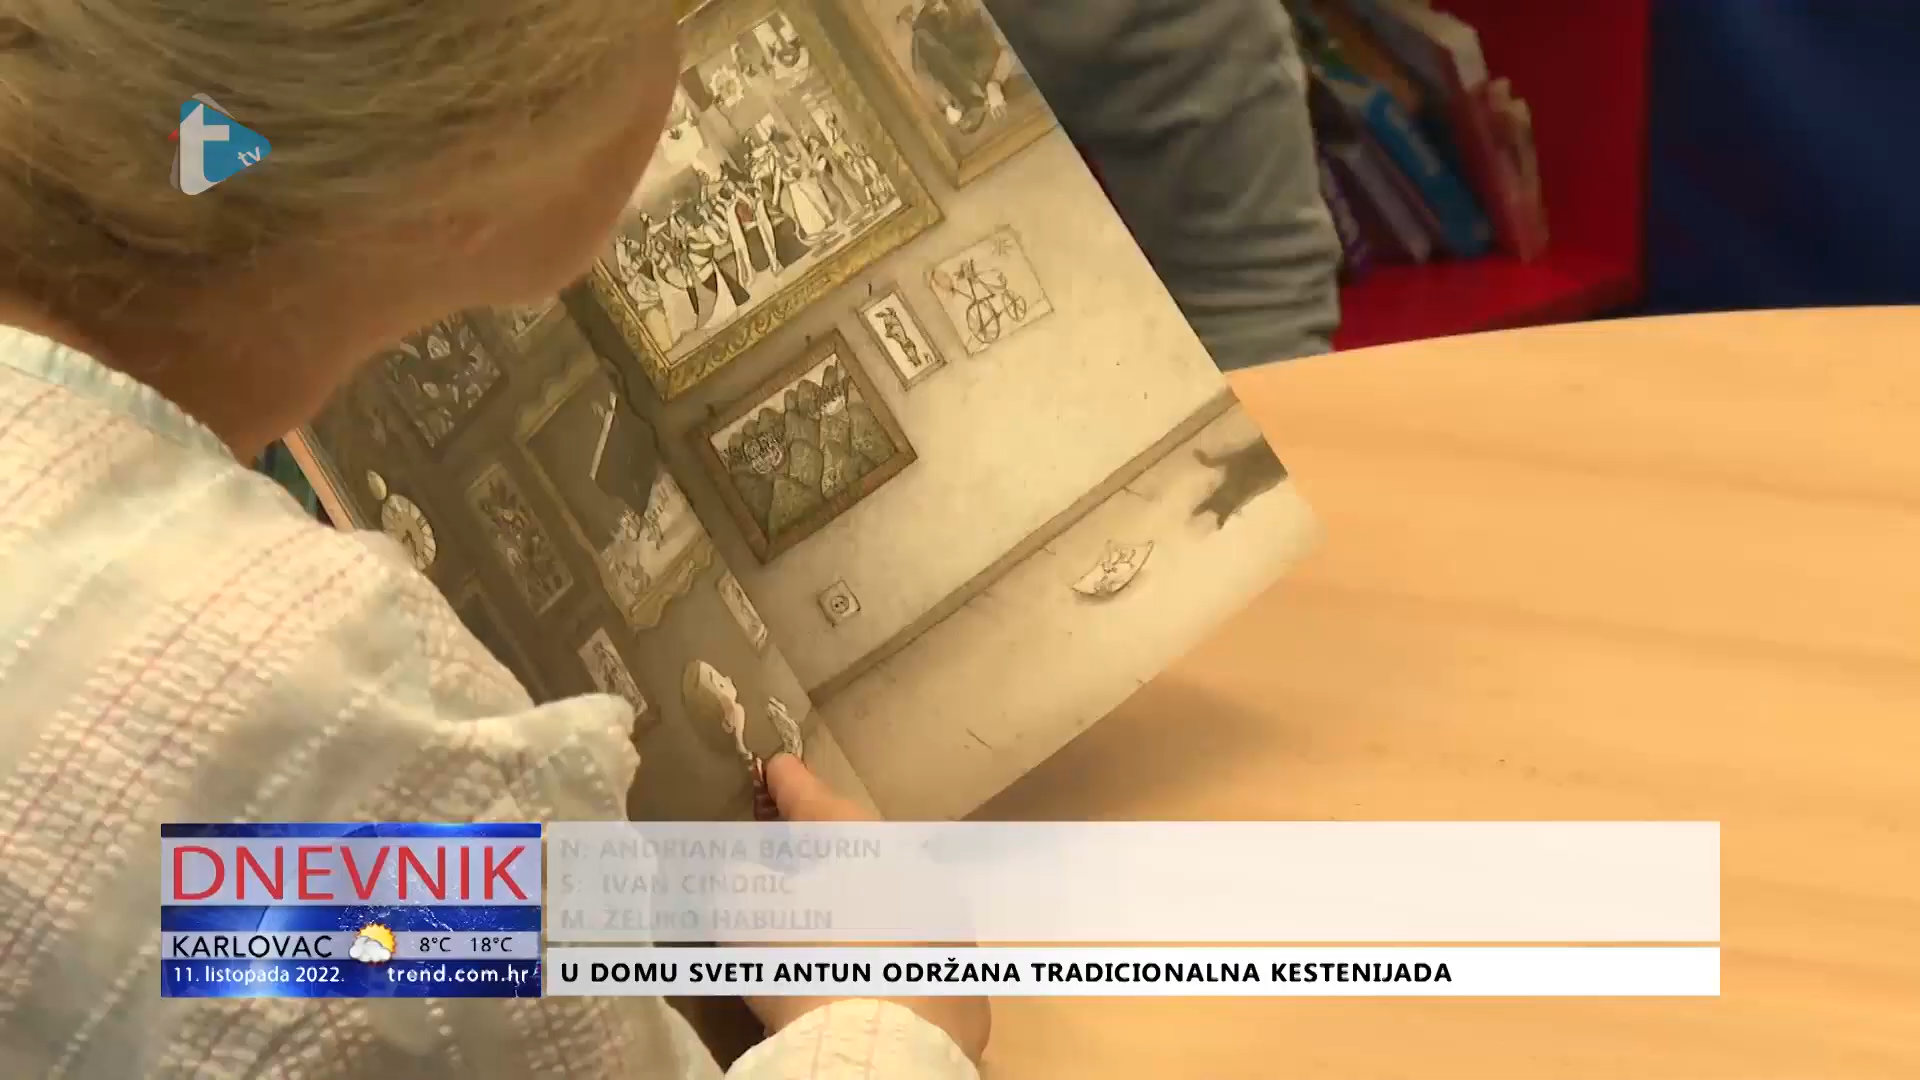 t tv
DNEVNIK
N: ANDRIANA BAĆURIN
S: IVAN CINDRIĆ
M: ŽELJKO HABULIN
KARLOVAC 8°C 18°C
11. listopada 2022. trend.com.hr
U DOMU SVETI ANTUN ODRŽANA TRADICIONALNA KESTENIJADA